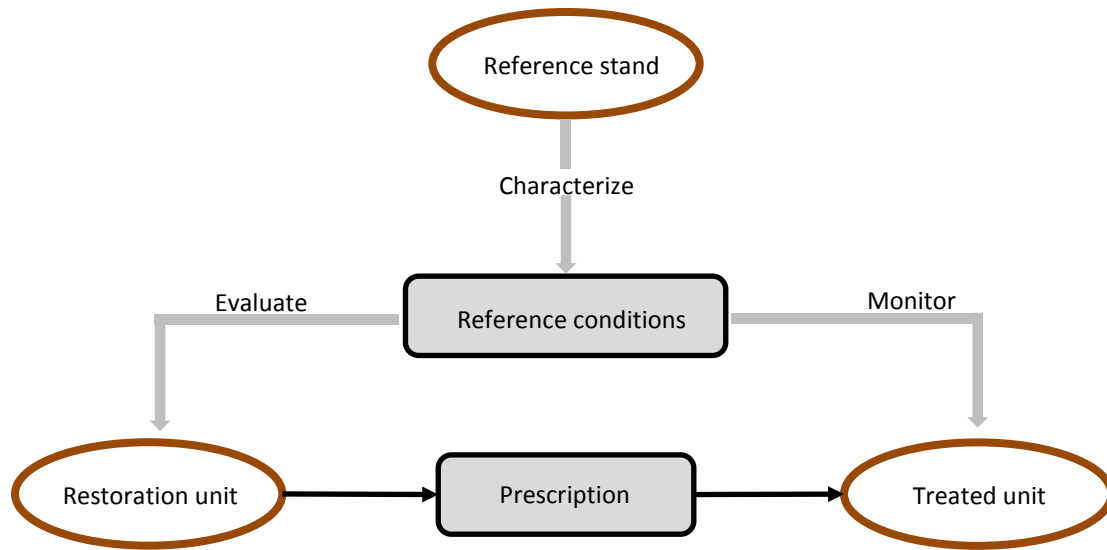 Reference stand
Characterize
Evaluate
Monitor
Reference conditions
Restoration unit
Prescription
Treated unit